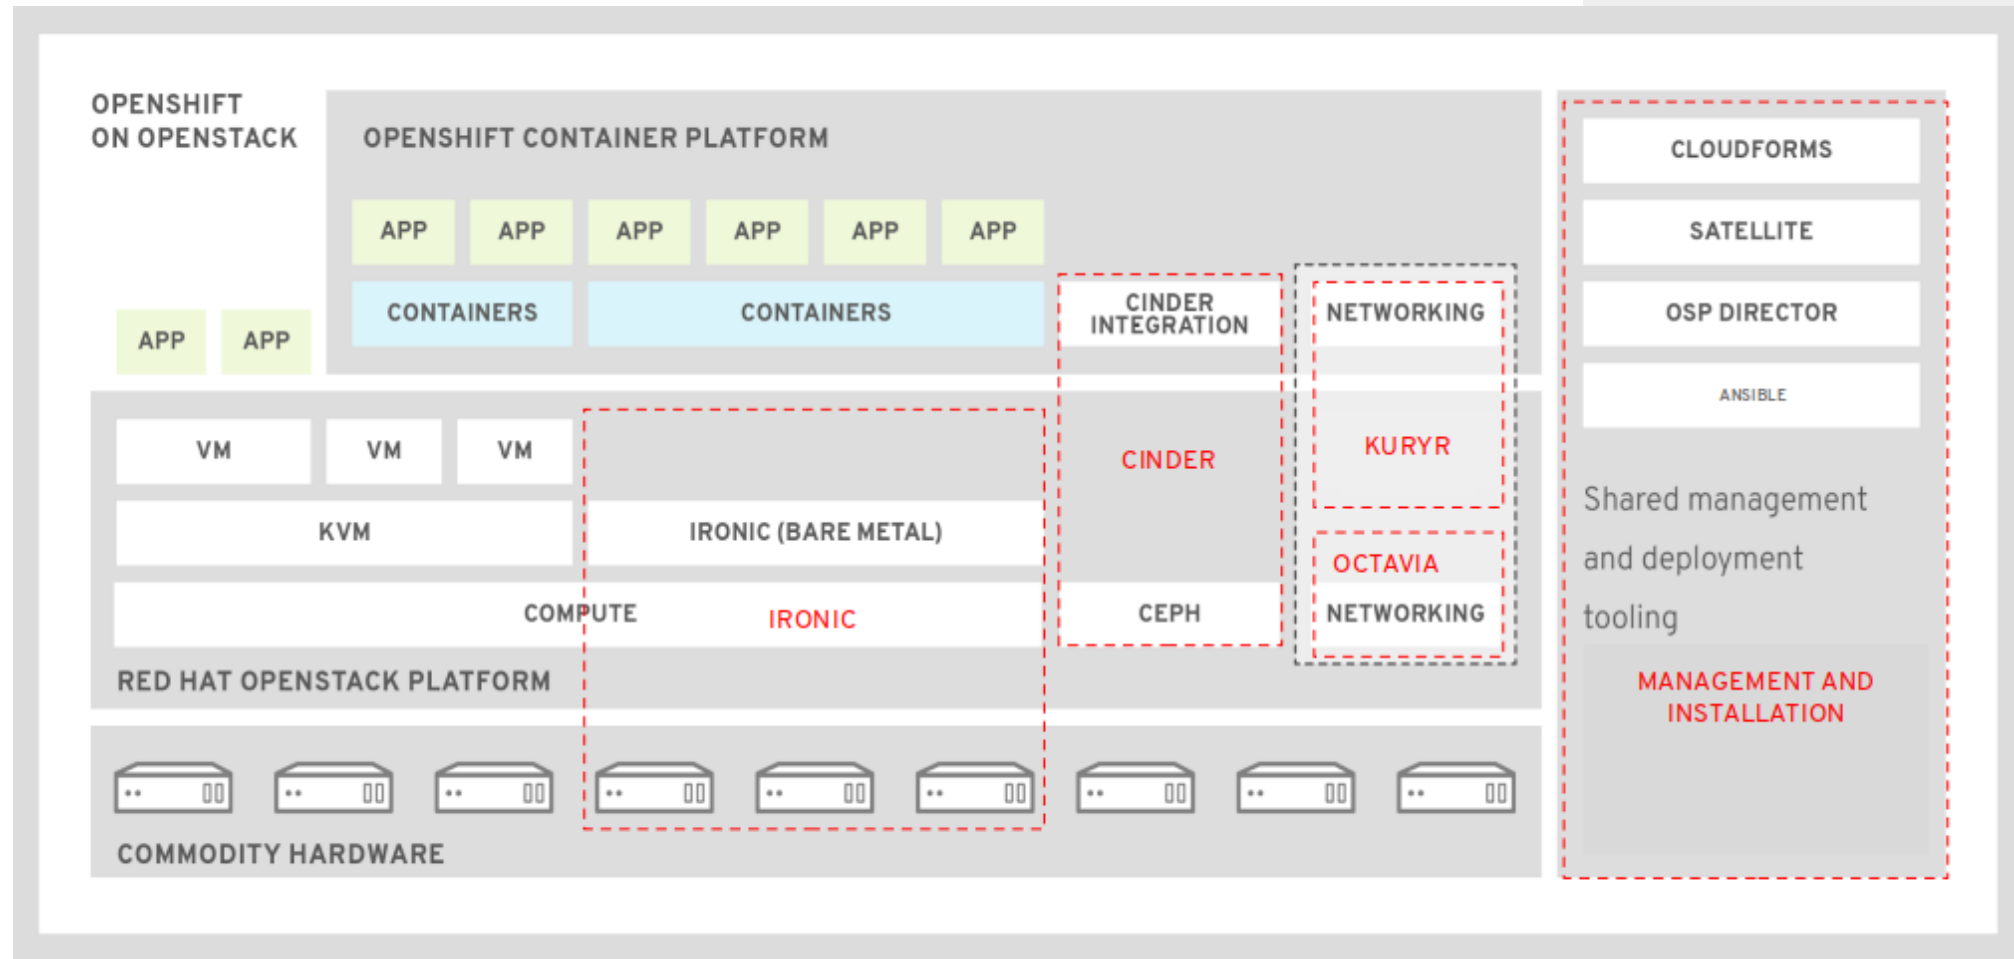 OPENSHIFT
ON OPENSTACK
OPENSHIFT CONTAINER PLATFORM
APP APP APP APP APP APP
CONTAINERS CONTAINERS
CINDER
INTEGRATION
NETWORKING
APP APP
VM VM VM
KVM
IRONIC (BARE METAL)
COMPUTE
IRONIC
CINDER
CEPH
KURYR
OCTAVIA
NETWORKING
RED HAT OPENSTACK PLATFORM
COMMODITY HARDWARE
CLOUDFORMS
SATELLITE
OSP DIRECTOR
ANSIBLE
Shared management
and deployment
tooling
MANAGEMENT AND
INSTALLATION